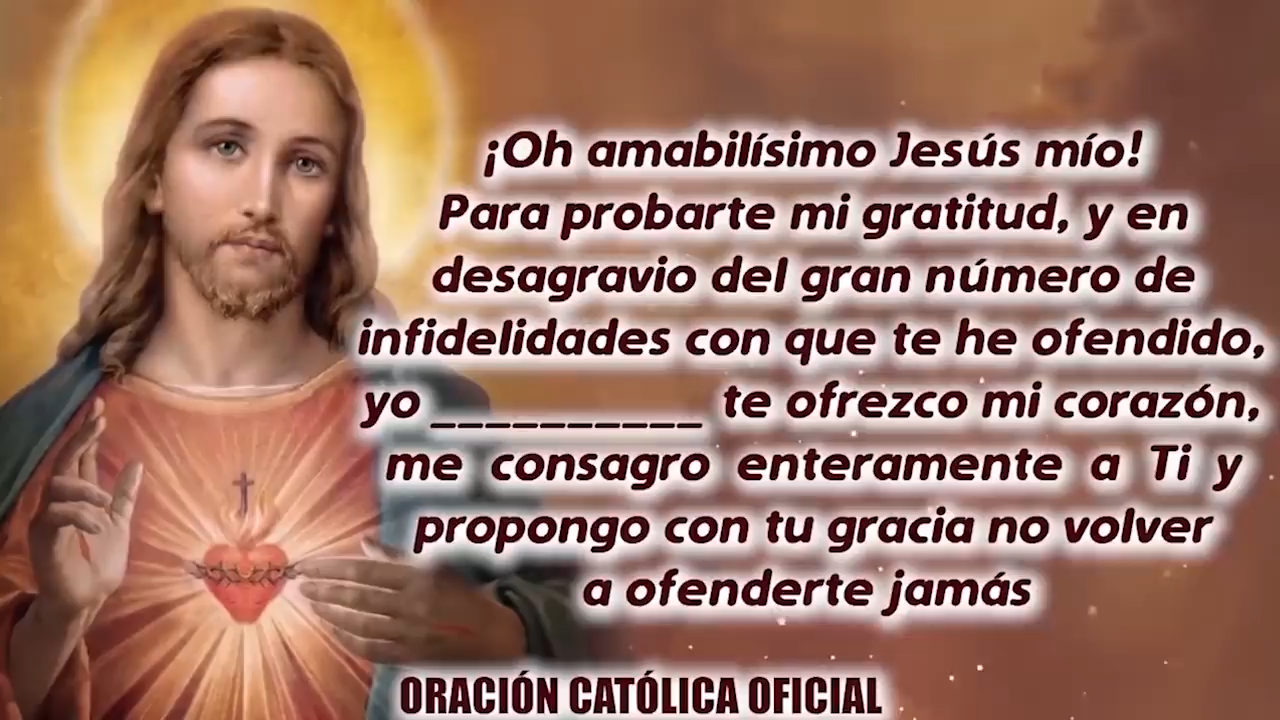 ¡Oh amabilísimo Jesús mío!
Para probarte mi gratitud, y en
desagravio del gran número de
infidelidades con que te he ofendido,
yo __________ te ofrezco mi corazón,
me consagro enteramente a Ti y
propongo con tu gracia no volver
a ofenderte jamás
ORACIÓN CATÓLICA OFICIAL